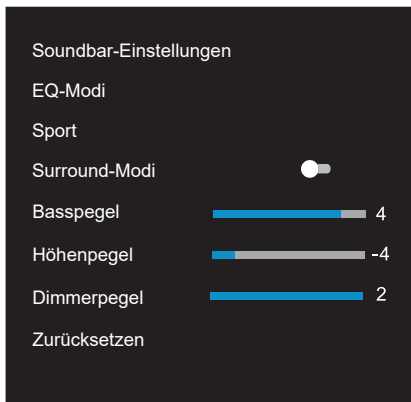 Soundbar-Einstellungen
EQ-Modi
Sport
Surround-Modi
Basspegel 4
Höhenpegel -4
Dimmerpegel 2
Zurücksetzen